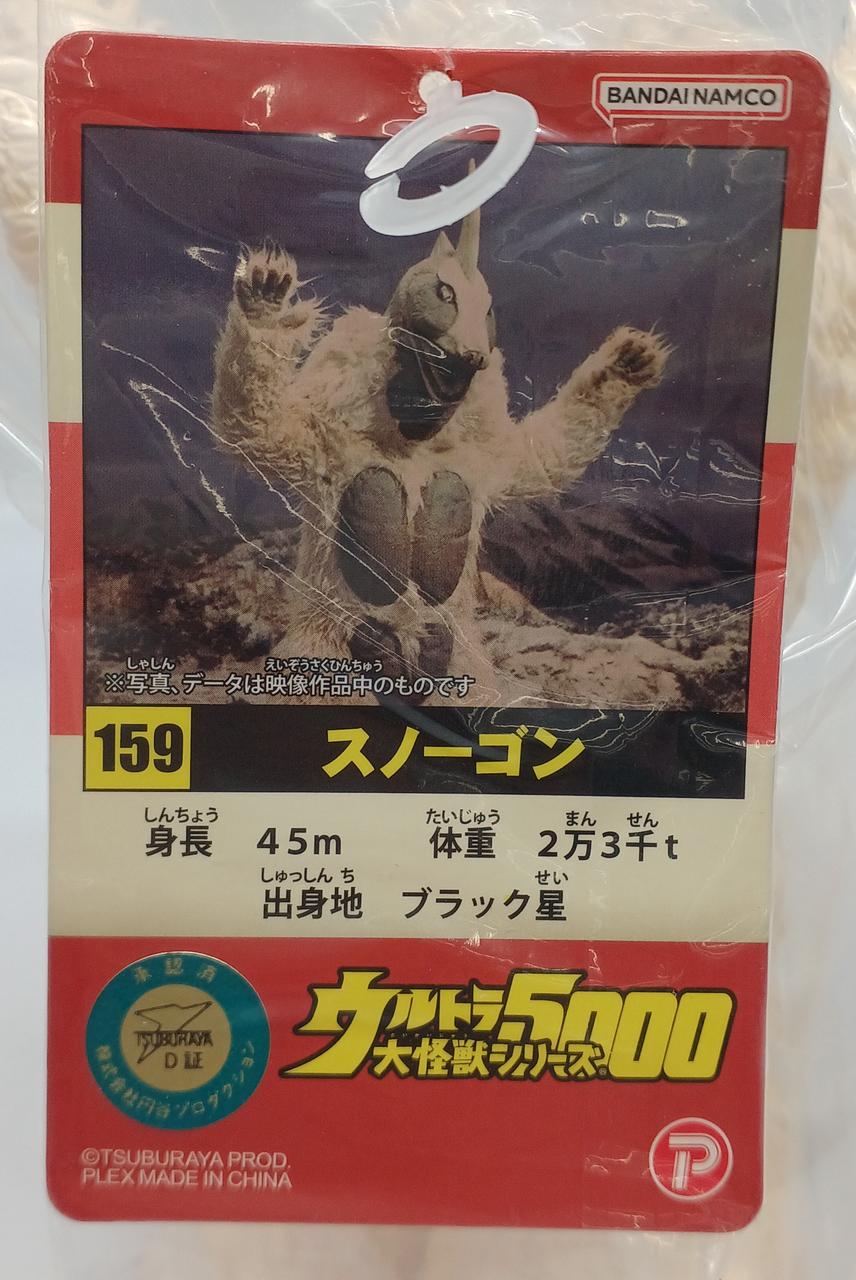 BANDAI NAMCO
しゃしん えいぞうさくひんちゅう
※写真、データは映像作品中のものです
159 スノーゴン
しんちょう たいじゅう まん せん
身長 45m 体重 2万3千t
しゅっしん ち せい
出身地 ブラック星
承認済
TSUBURAYA
D 証
株式会社円谷プロダクション
ウルトラ5000
大怪獣シリーズ
©TSUBURAYA PROD.
PLEX MADE IN CHINA
P